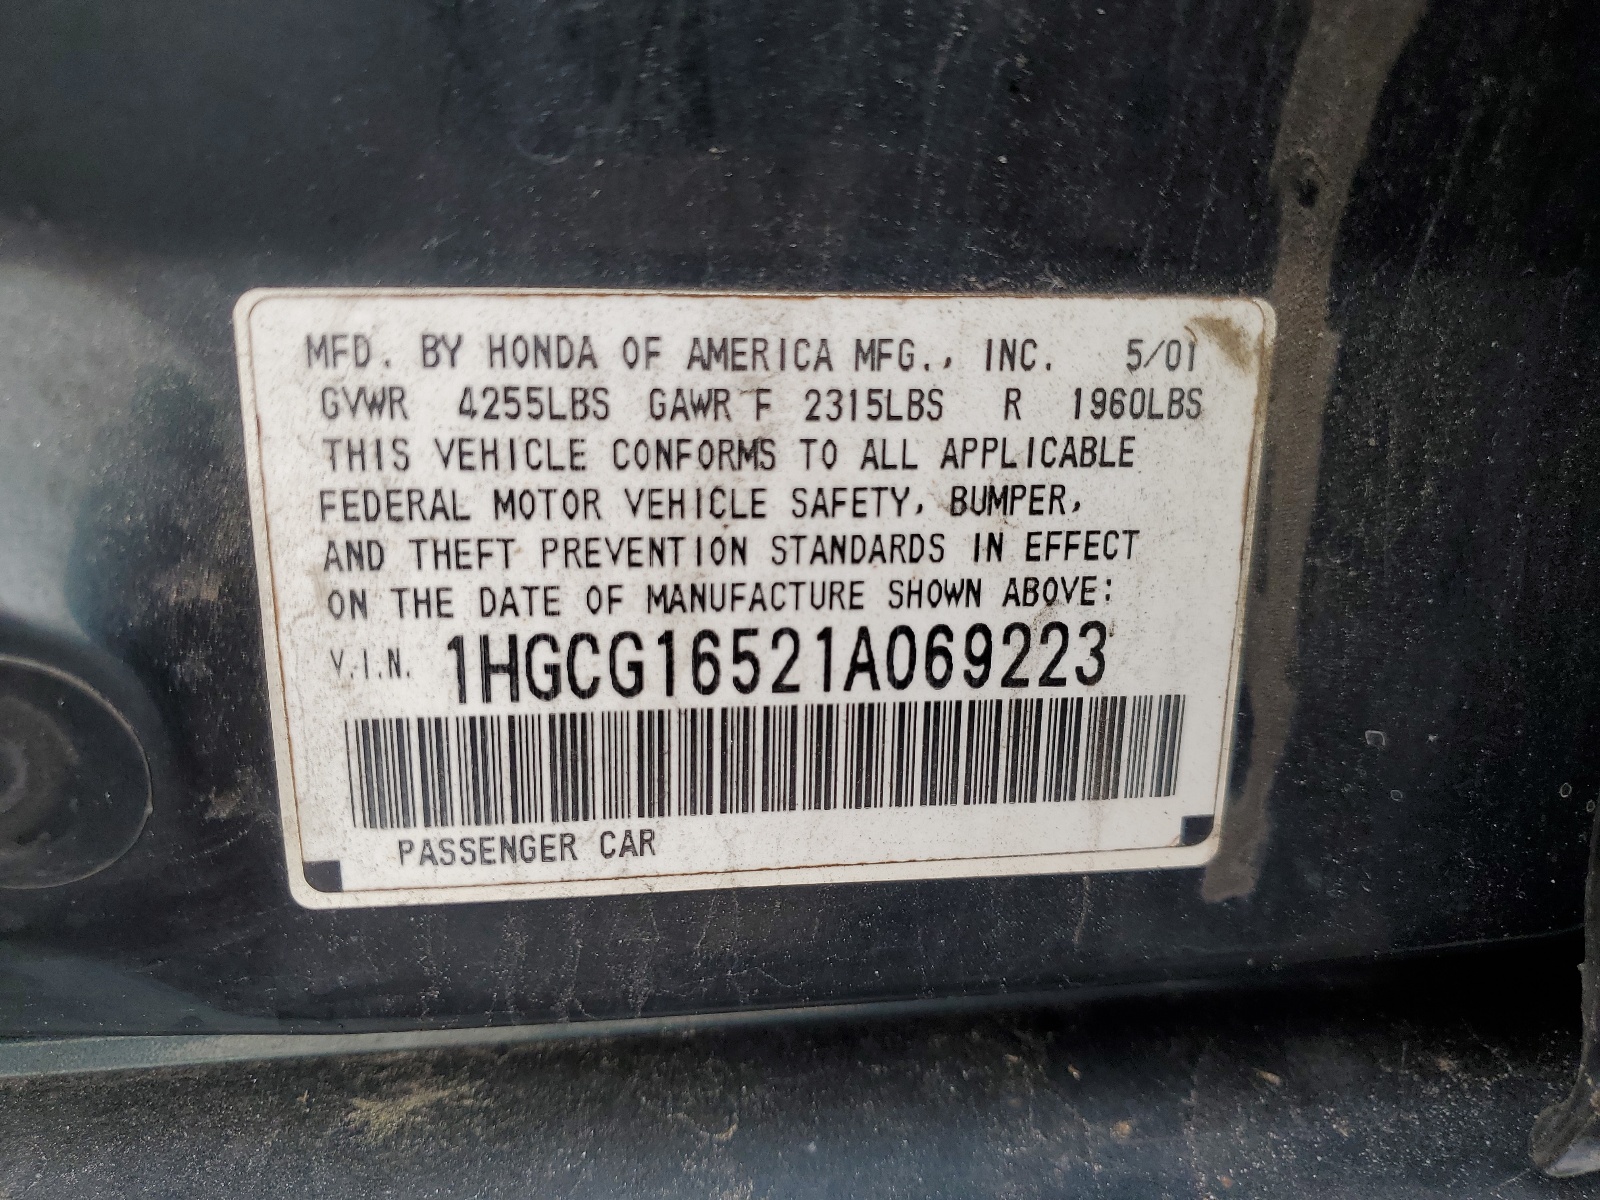 MFD. BY HONDA OF AMERICA MFG., INC. 5/01
GVWR 4255LBS GAWR F 2315LBS R 1960LBS
THIS VEHICLE CONFORMS TO ALL APPLICABLE
FEDERAL MOTOR VEHICLE SAFETY, BUMPER,
AND THEFT PREVENTION STANDARDS IN EFFECT
ON THE DATE OF MANUFACTURE SHOWN ABOVE:
V.I.N. 1HGCG16521A069223
PASSENGER CAR